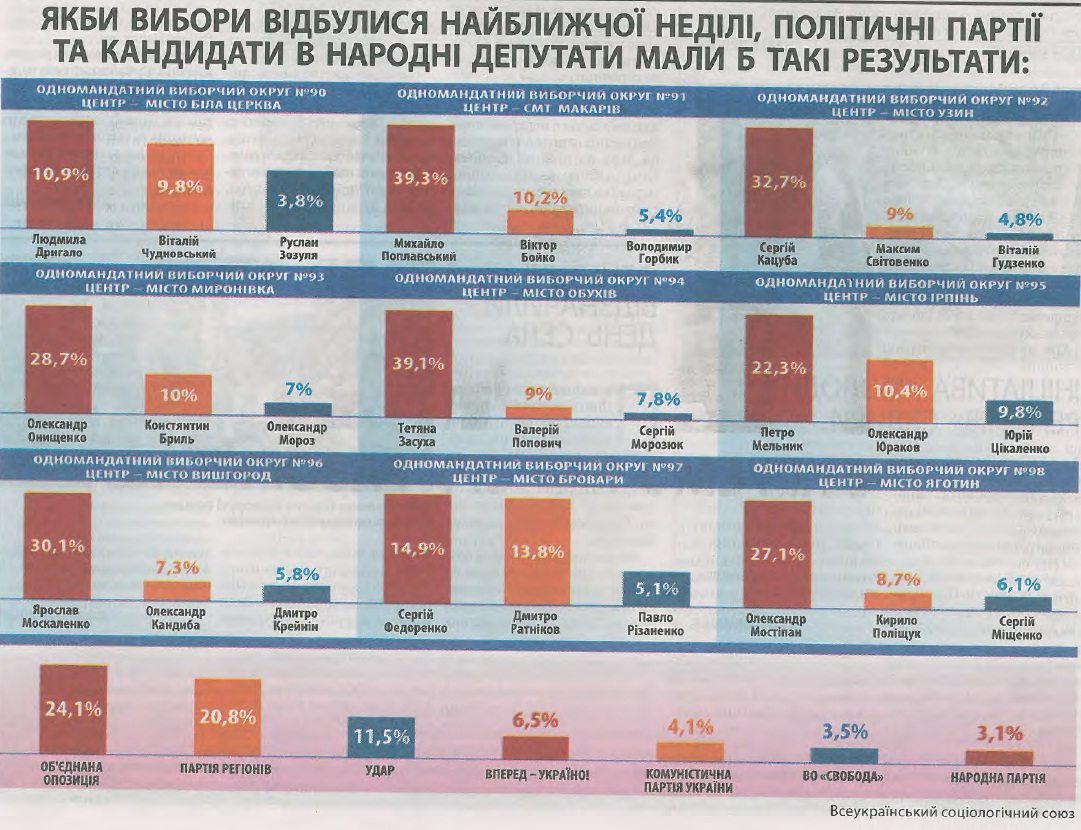 ЯКБИ ВИБОРИ ВІДБУЛИСЯ НАЙБЛИЖЧОЇ НЕДІЛІ, ПОЛІТИЧНІ ПАРТІЇ
ТА КАНДИДАТИ В НАРОДНІ ДЕПУТАТИ МАЛИ Б ТАКІ РЕЗУЛЬТАТИ:
ОДНОМАНДАТНИЙ ВИБОРЧИЙ ОКРУГ №90
ЦЕНТР – МІСТО БІЛА ЦЕРКВА
10,9%
9,8%
3,8%
Людмила
Дригало
Віталій
Чудновський
Руслан
Зозуля
ОДНОМАНДАТНИЙ ВИБОРЧИЙ ОКРУГ №91
ЦЕНТР – СМТ МАКАРІВ
39,3%
10,2%
5,4%
Михайло
Поплавський
Віктор
Бойко
Володимир
Горбик
ОДНОМАНДАТНИЙ ВИБОРЧИЙ ОКРУГ №92
ЦЕНТР – МІСТО УЗИН
32,7%
9%
4,8%
Сергій
Кацуба
Максим
Світовенко
Віталій
Гудзенко
ОДНОМАНДАТНИЙ ВИБОРЧИЙ ОКРУГ №93
ЦЕНТР – МІСТО МИРОНІВКА
28,7%
10%
7%
Олександр
Онищенко
Констянтин
Бриль
Олександр
Мороз
ОДНОМАНДАТНИЙ ВИБОРЧИЙ ОКРУГ №94
ЦЕНТР – МІСТО ОБУХІВ
39,1%
9%
7,8%
Тетяна
Засуха
Валерій
Попович
Сергій
Морозюк
ОДНОМАНДАТНИЙ ВИБОРЧИЙ ОКРУГ №95
ЦЕНТР – МІСТО ІРПІНЬ
22,3%
10,4%
9,8%
Петро
Мельник
Олександр
Юраков
Юрій
Цікаленко
ОДНОМАНДАТНИЙ ВИБОРЧИЙ ОКРУГ №96
ЦЕНТР – МІСТО ВИШГОРОД
30,1%
7,3%
5,8%
Ярослав
Москаленко
Олександр
Кандиба
Дмитро
Крейнін
ОДНОМАНДАТНИЙ ВИБОРЧИЙ ОКРУГ №97
ЦЕНТР – МІСТО БРОВАРИ
14,9%
13,8%
5,1%
Сергій
Федоренко
Дмитро
Ратніков
Павло
Різаненко
ОДНОМАНДАТНИЙ ВИБОРЧИЙ ОКРУГ №98
ЦЕНТР – МІСТО ЯГОТИН
27,1%
8,7%
6,1%
Олександр
Мостіпан
Кирило
Поліщук
Сергій
Міщенко
24,1%
20,8%
11,5%
6,5%
4,1%
3,5%
3,1%
ОБ'ЄДНАНА
ОПОЗИЦІЯ
ПАРТІЯ РЕГІОНІВ
УДАР
ВПЕРЕД – УКРАЇНО!
КОМУНІСТИЧНА
ПАРТІЯ УКРАЇНИ
ВО «СВОБОДА»
НАРОДНА ПАРТІЯ
Всеукраїнський соціологічний союз